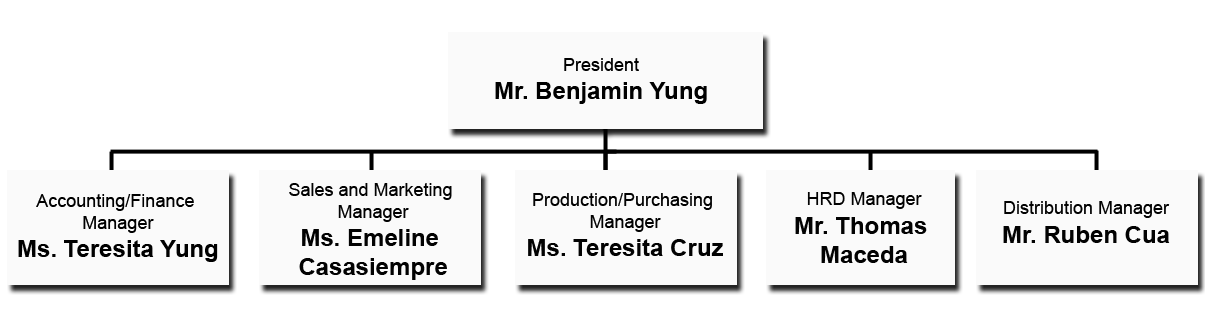 President
Mr. Benjamin Yung
Accounting/Finance
Manager
Ms. Teresita Yung
Sales and Marketing
Manager
Ms. Emeline
Casasiempre
Production/Purchasing
Manager
Ms. Teresita Cruz
HRD Manager
Mr. Thomas
Maceda
Distribution Manager
Mr. Ruben Cua